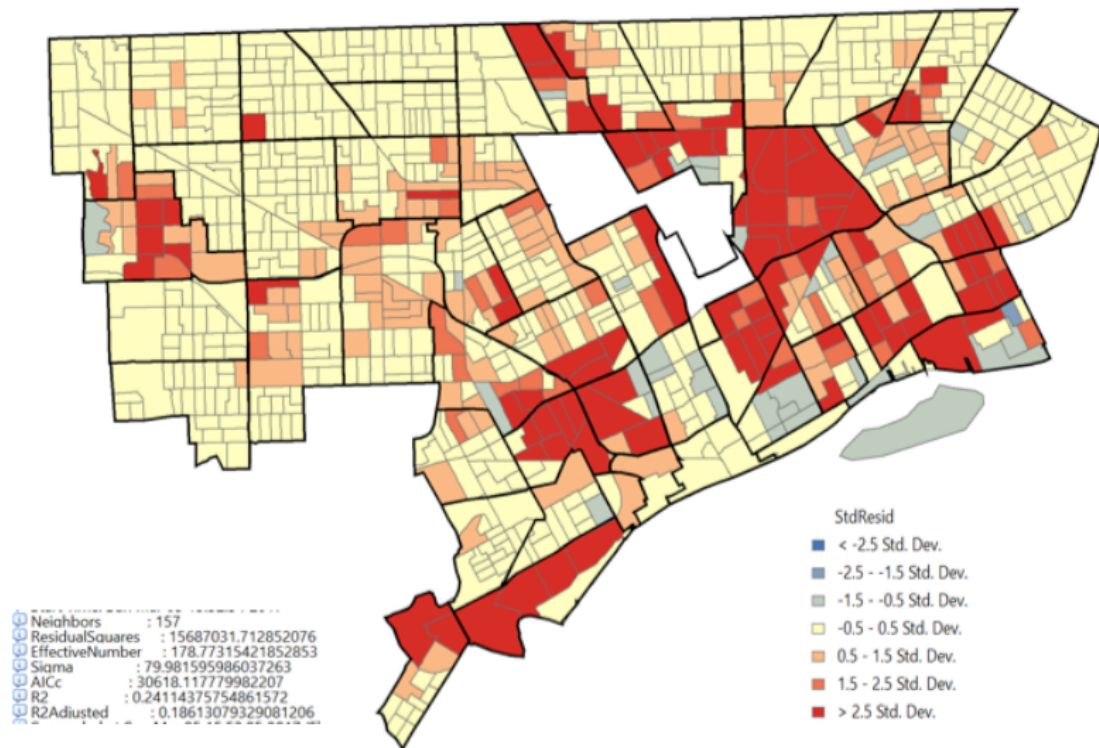 StdResid
< -2.5 Std. Dev.
-2.5 - -1.5 Std. Dev.
-1.5 - -0.5 Std. Dev.
-0.5 - 0.5 Std. Dev.
0.5 - 1.5 Std. Dev.
1.5 - 2.5 Std. Dev.
> 2.5 Std. Dev.
Neighbors : 157
ResidualSquares : 15687031.712852076
EffectiveNumber : 178.77315421852853
Sigma : 79.981595986037263
AICc : 30618.117779982207
R2 : 0.24114375754861572
R2Adjusted : 0.18613079329081206